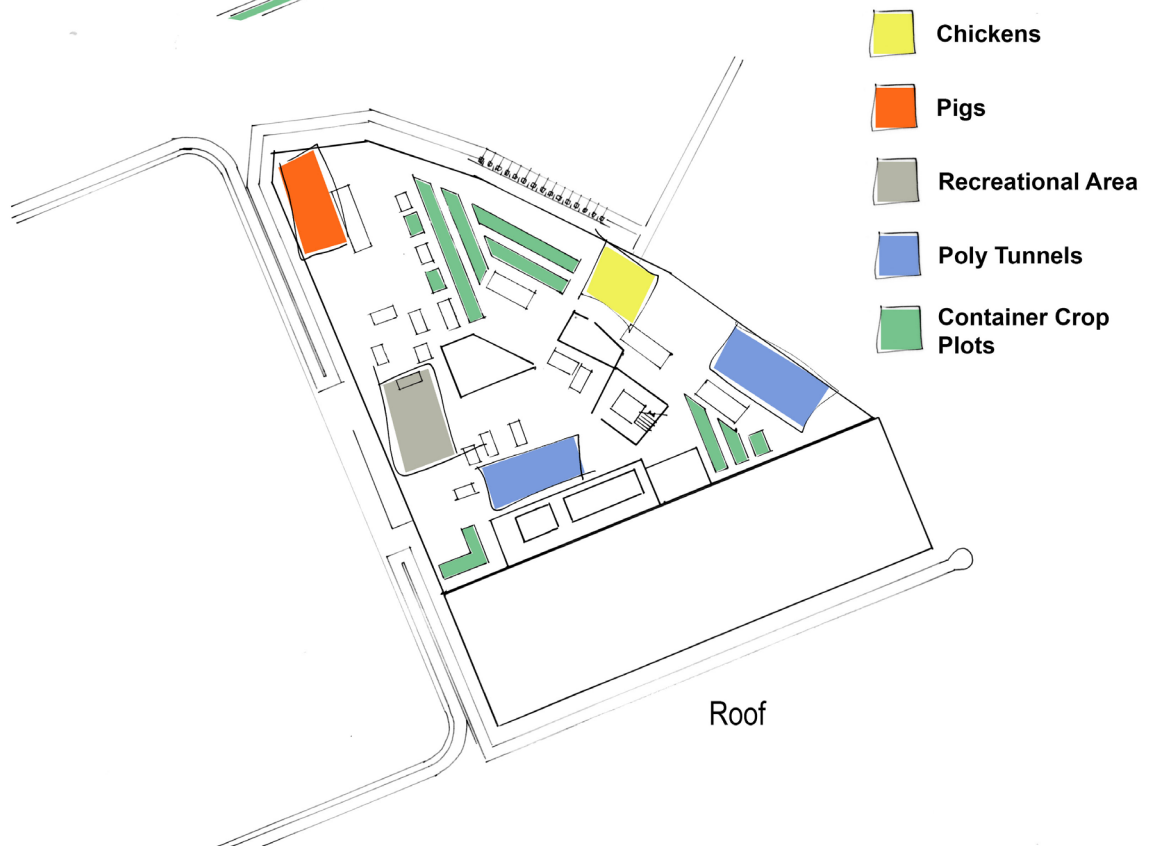 Chickens
Pigs
Recreational Area
Poly Tunnels
Container Crop
Plots
Roof